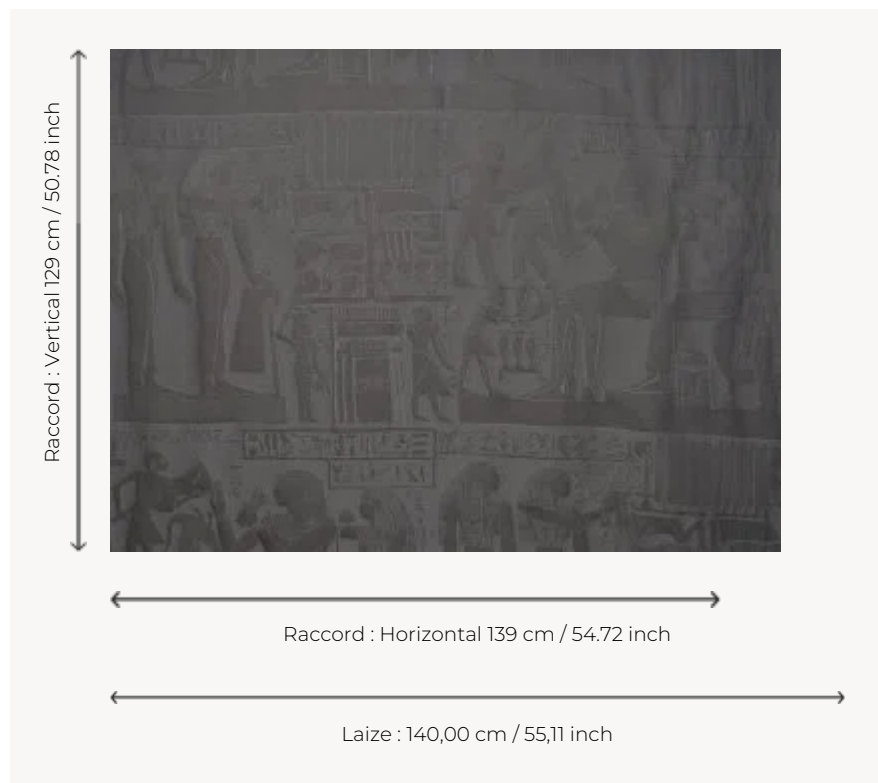 Raccord : Vertical 129 cm / 50.78 inch
Raccord : Horizontal 139 cm / 54.72 inch
Laize : 140,00 cm / 55,11 inch